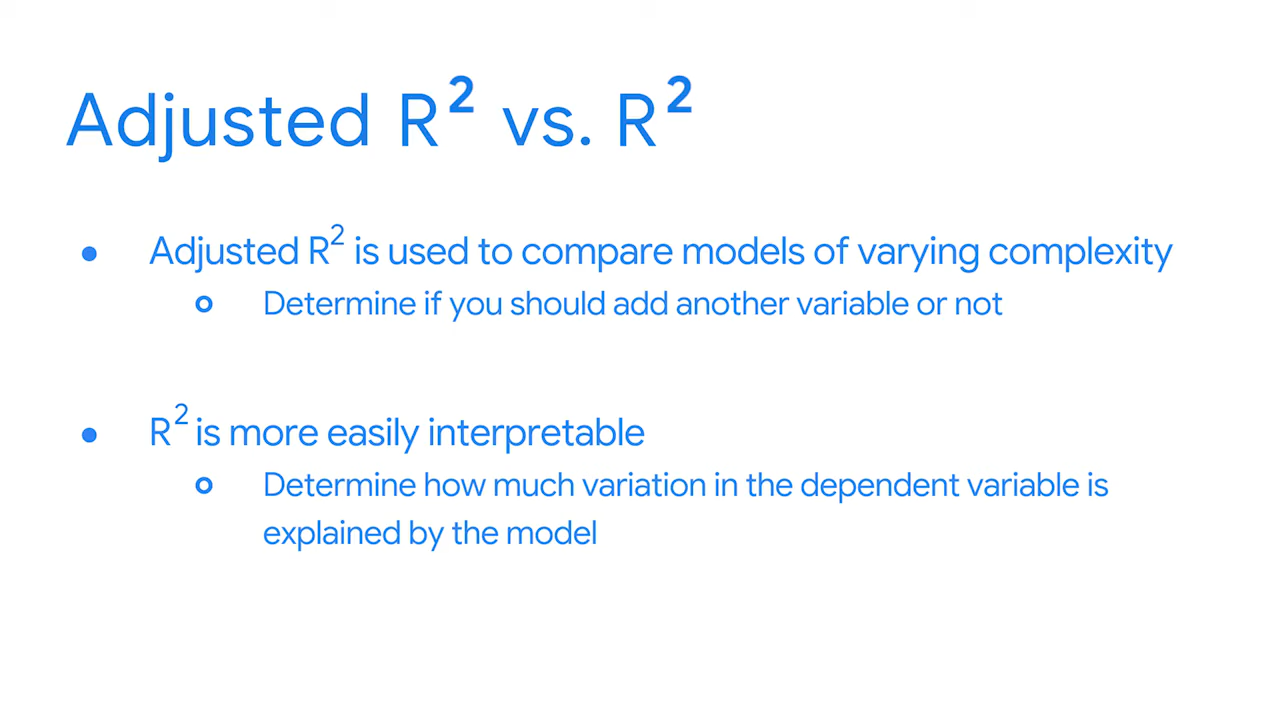 Adjusted R² vs. R²
● Adjusted R² is used to compare models of varying complexity
○ Determine if you should add another variable or not
● R² is more easily interpretable
○ Determine how much variation in the dependent variable is
explained by the model